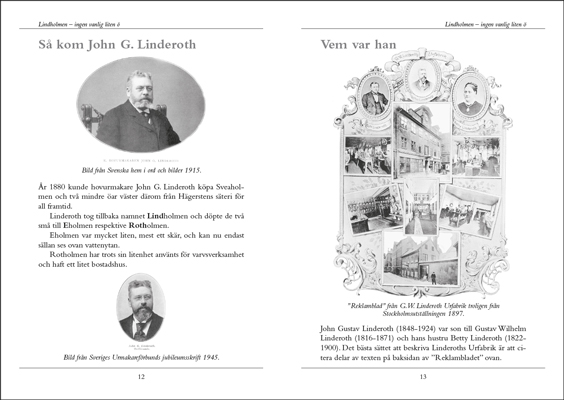 Lindholmen – ingen vanlig liten ö
Så kom John G. Linderoth
Bild från Svenska hem i ord och bilder 1915.
År 1880 kunde hovurmakare John G. Linderoth köpa Sveahol-
men och två mindre öar väster därom från Hägerstens säteri för
all framtid.
Linderoth tog tillbaka namnet Lindholmen och döpte de två
små till Eholmen respektive Rotholmen.
Eholmen var mycket liten, mest ett skär, och kan nu endast
sällan ses ovan vattenytan.
Rotholmen har trots sin litenhet använts för varvsverksamhet
och haft ett litet bostadshus.
Bild från Sveriges Urmakarförbunds jubileumsskrift 1945.
12
Lindholmen – ingen vanlig liten ö
Vem var han
"Reklamblad" från G.W. Linderoth Urfabrik troligen från
Stockholmsutställningen 1897.
John Gustav Linderoth (1848–1924) var son till Gustav Wilhelm
Linderoth (1816–1871) och hans hustru Betty Linderoth (1822–
1900). Det bästa sättet att beskriva Linderoths Urfabrik är att ci-
tera delar av texten på baksidan av ”Reklambladet” ovan.
13